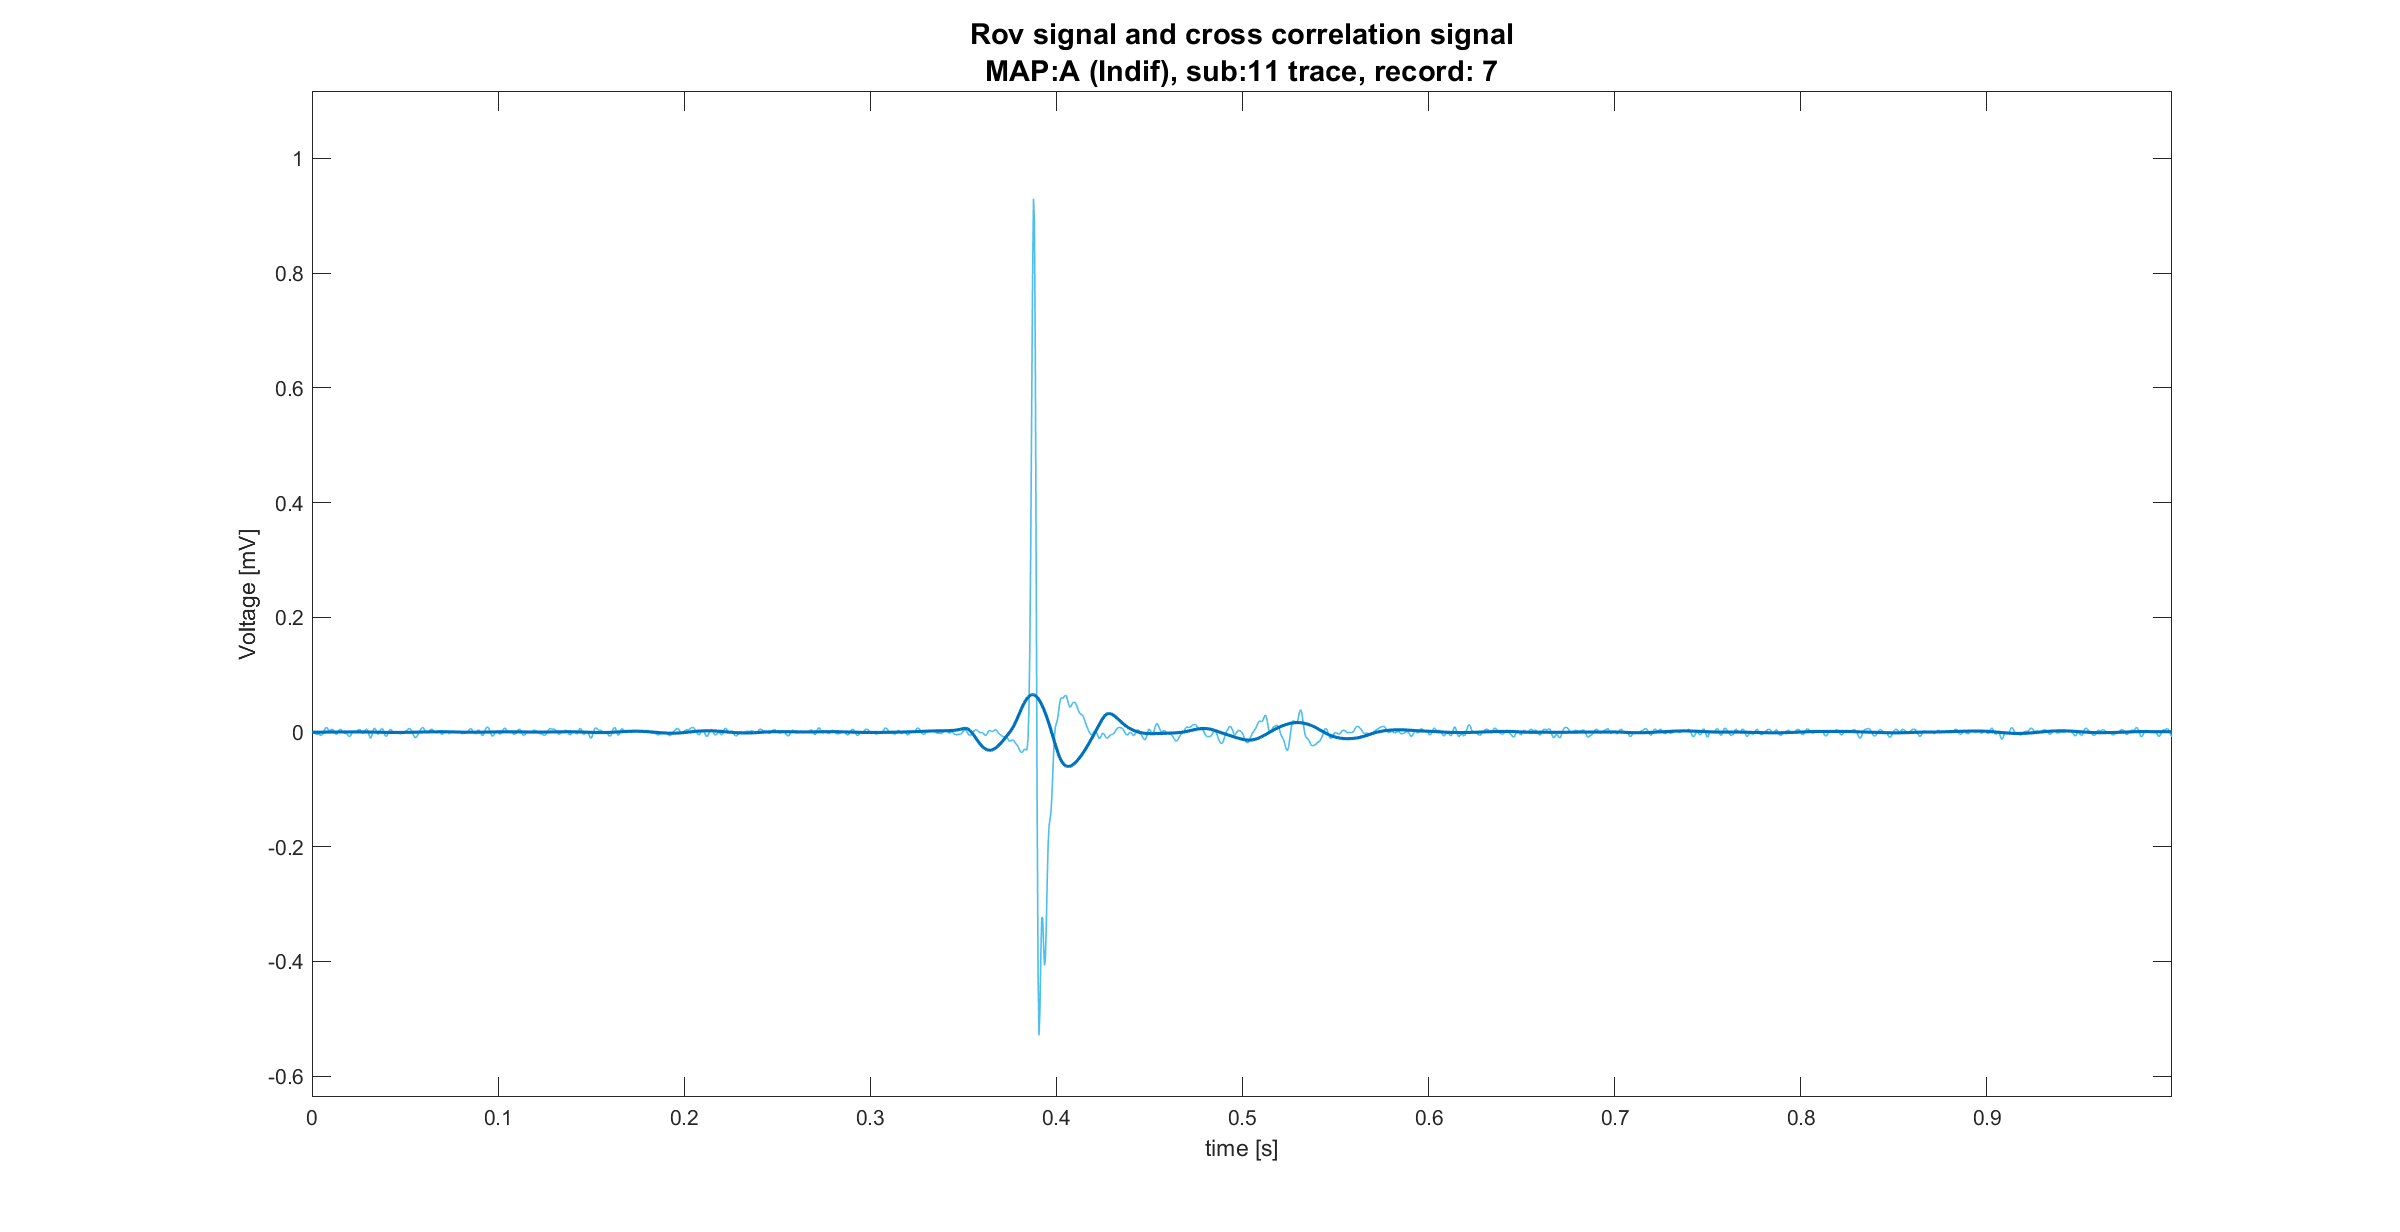 Rov signal and cross correlation signal
MAP:A (Indif), sub:11 trace, record: 7
1
0.8
0.6
0.4
0.2
0
-0.2
-0.4
-0.6
Voltage [mV]
0 0.1 0.2 0.3 0.4 0.5 0.6 0.7 0.8 0.9
time [s]